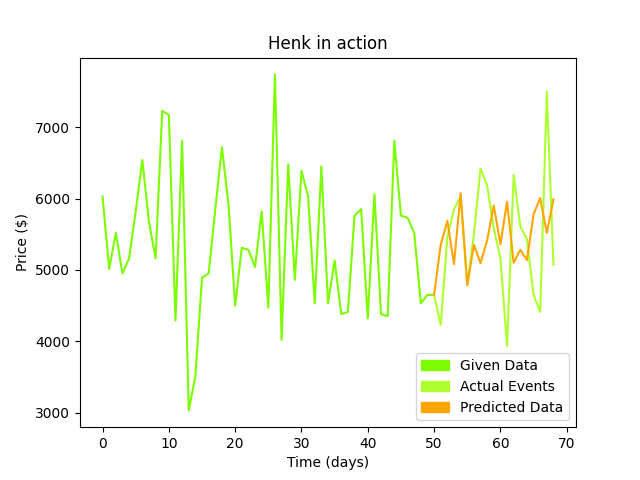 Henk in action
Price ($)
7000
6000
5000
4000
3000
Given Data
Actual Events
Predicted Data
0 10 20 30 40 50 60 70
Time (days)